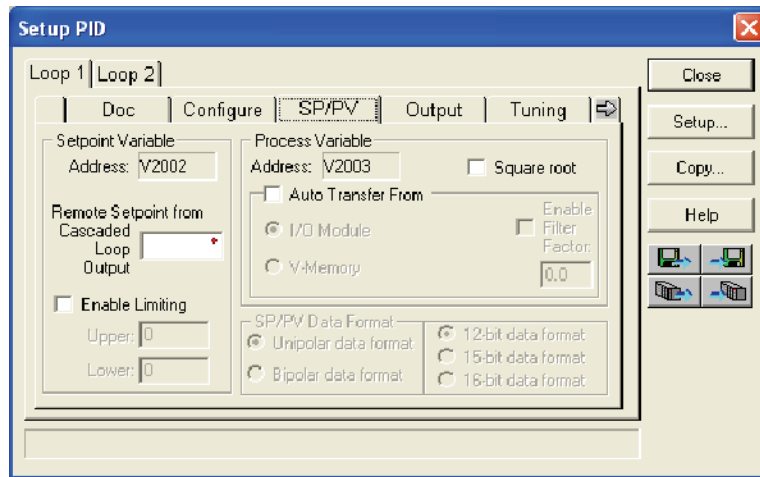 Setup PID
Loop 1 Loop 2
Close
Setup...
Copy...
Help
Doc Configure SP/PV Output Tuning
Setpoint Variable
Address: V2002
Remote Setpoint from
Cascaded
Loop
Output
*
Enable Limiting
Upper: 0
Lower: 0
Process Variable
Address: V2003
Square root
Auto Transfer From
I/O Module
V-Memory
Enable
Filter
Factor:
0.0
SP/PV Data Format
Unipolar data format
Bipolar data format
12-bit data format
15-bit data format
16-bit data format